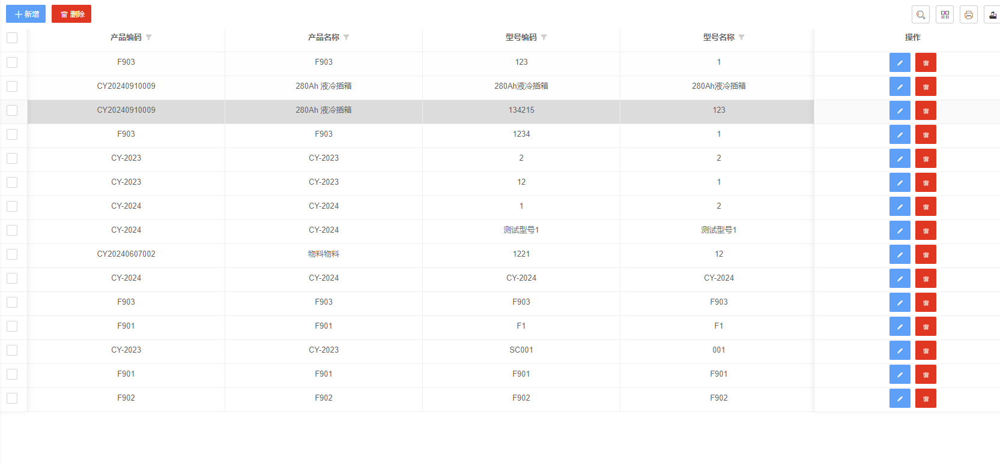 新增 删除
产品编码 产品名称 型号编码 型号名称 操作
F903 F903 123 1
CY20240910009 280Ah 液冷插箱 280Ah液冷插箱 280Ah液冷插箱
CY20240910009 280Ah 液冷插箱 134215 123
F903 F903 1234 1
CY-2023 CY-2023 2 2
CY-2023 CY-2023 12 1
CY-2024 CY-2024 1 2
CY-2024 CY-2024 测试型号1 测试型号1
CY20240607002 物料物料 1221 12
CY-2024 CY-2024 CY-2024 CY-2024
F903 F903 F903 F903
F901 F901 F1 F1
CY-2023 CY-2023 SC001 001
F901 F901 F901 F901
F902 F902 F902 F902